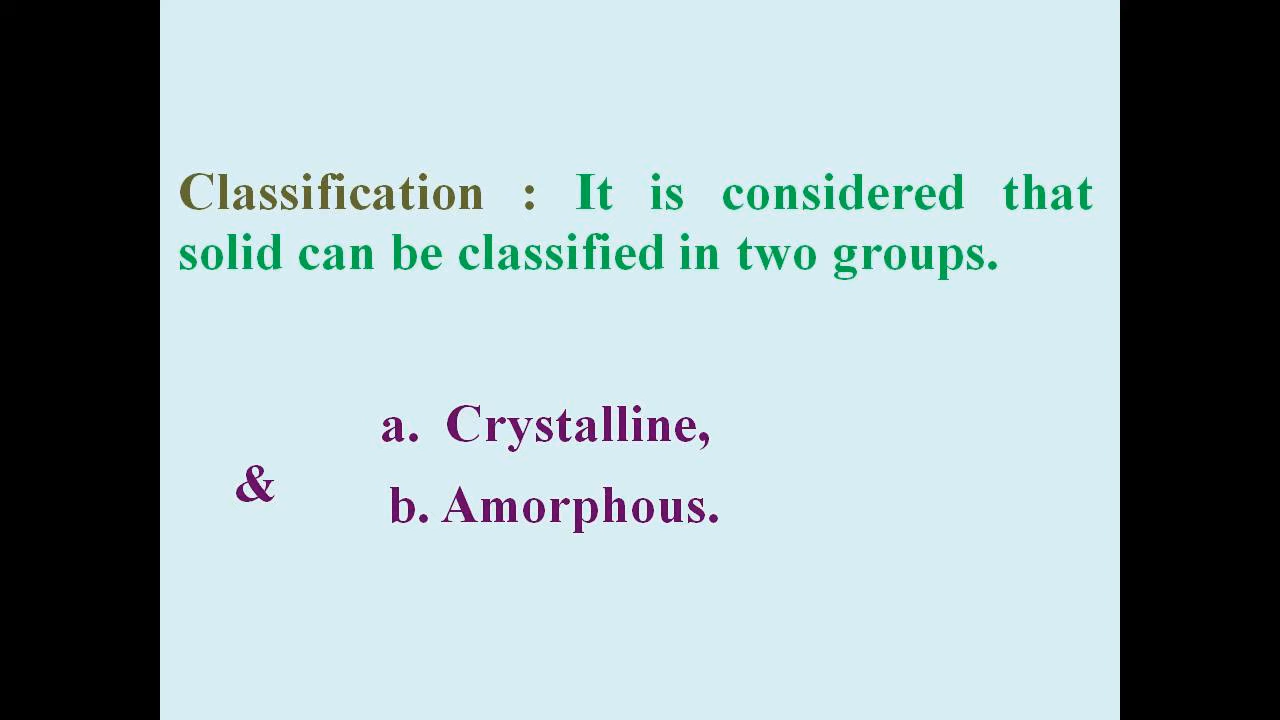 Classification : It is considered that
solid can be classified in two groups.
a. Crystalline,
&
b. Amorphous.